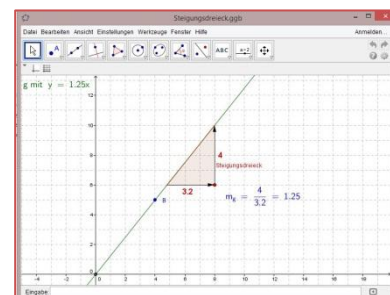 Steigungsdreieck.ggb
Datei Bearbeiten Ansicht Einstellungen Werkzeuge Fenster Hilfe
Anmelden...
ABC
a=2
g mit y = 1.25x
12
10
8
6
4
2
0
-4 -2 0 2 4 6 8 10 12 14 16 18
4
Steigungsdreieck
3.2
B
m_g = 4/3.2 = 1.25
Eingabe: